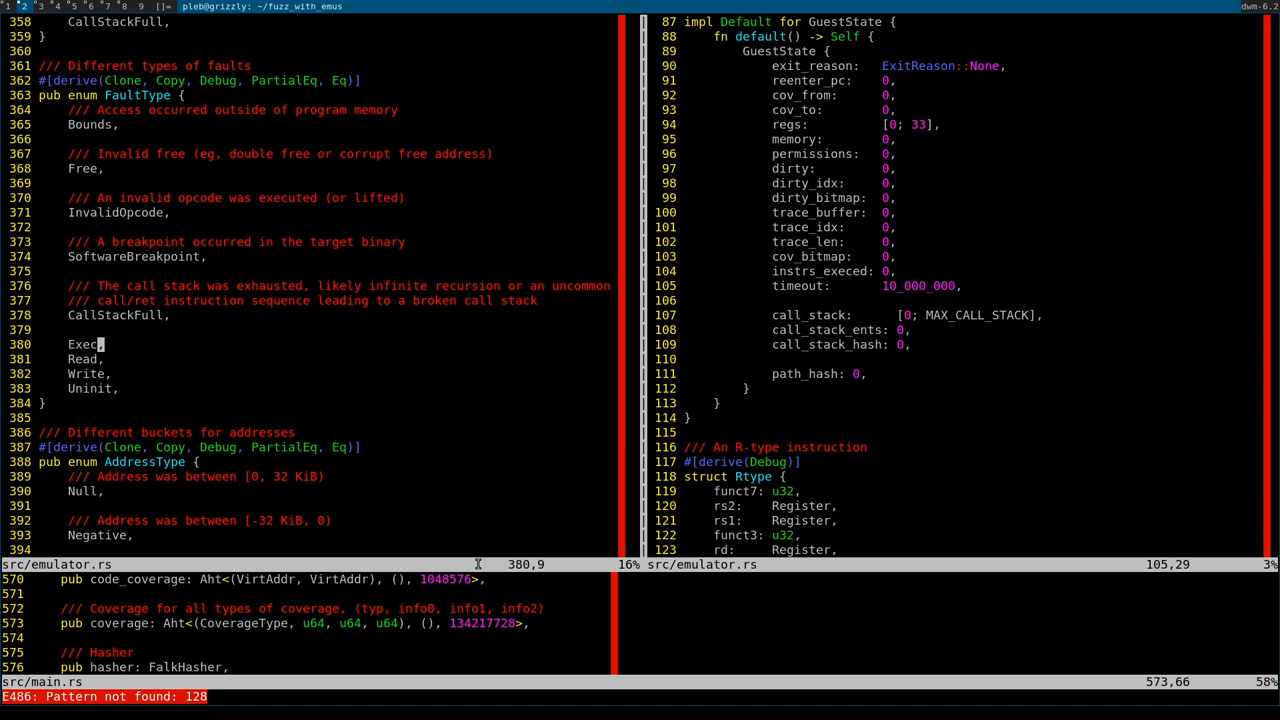 1 2 3 4 5 6 7 8 9 []= pleb@grizzly: ~/fuzz_with_emus dwm-6.2
358     CallStackFull,
359 }
360
361 /// Different types of faults
362 #[derive(Clone, Copy, Debug, PartialEq, Eq)]
363 pub enum FaultType {
364     /// Access occurred outside of program memory
365     Bounds,
366
367     /// Invalid free (eg, double free or corrupt free address)
368     Free,
369
370     /// An invalid opcode was executed (or lifted)
371     InvalidOpcode,
372
373     /// A breakpoint occurred in the target binary
374     SoftwareBreakpoint,
375
376     /// The call stack was exhausted, likely infinite recursion or an uncommon
377     /// call/ret instruction sequence leading to a broken call stack
378     CallStackFull,
379
380     Exec,
381     Read,
382     Write,
383     Uninit,
384 }
385
386 /// Different buckets for addresses
387 #[derive(Clone, Copy, Debug, PartialEq, Eq)]
388 pub enum AddressType {
389     /// Address was between [0, 32 KiB)
390     Null,
391
392     /// Address was between [-32 KiB, 0)
393     Negative,
394
src/emulator.rs 380,9 16%
87 impl Default for GuestState {
88     fn default() -> Self {
89         GuestState {
90             exit_reason:   ExitReason::None,
91             reenter_pc:    0,
92             cov_from:      0,
93             cov_to:        0,
94             regs:          [0; 33],
95             memory:        0,
96             permissions:   0,
97             dirty:         0,
98             dirty_idx:     0,
99             dirty_bitmap:  0,
100             trace_buffer:  0,
101             trace_idx:     0,
102             trace_len:     0,
103             cov_bitmap:    0,
104             instrs_execed: 0,
105             timeout:       10_000_000,
106
107             call_stack:      [0; MAX_CALL_STACK],
108             call_stack_ents: 0,
109             call_stack_hash: 0,
110
111             path_hash: 0,
112         }
113     }
114 }
115
116 /// An R-type instruction
117 #[derive(Debug)]
118 struct Rtype {
119     funct7: u32,
120     rs2:    Register,
121     rs1:    Register,
122     funct3: u32,
123     rd:     Register,
src/emulator.rs 105,29 3%
570     pub code_coverage: Aht<(VirtAddr, VirtAddr), (), 1048576>,
571
572     /// Coverage for all types of coverage, (typ, info0, info1, info2)
573     pub coverage: Aht<(CoverageType, u64, u64, u64), (), 134217728>,
574
575     /// Hasher
576     pub hasher: FalkHasher,
src/main.rs 573,66 58%
E486: Pattern not found: 128